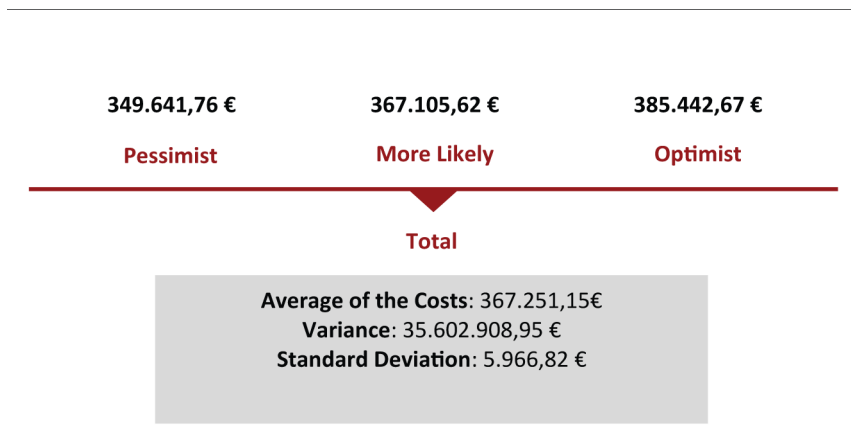 349.641,76 € 367.105,62 € 385.442,67 €
Pessimist More Likely Optimist
Total
Average of the Costs: 367.251,15€
Variance: 35.602.908,95 €
Standard Deviation: 5.966,82 €